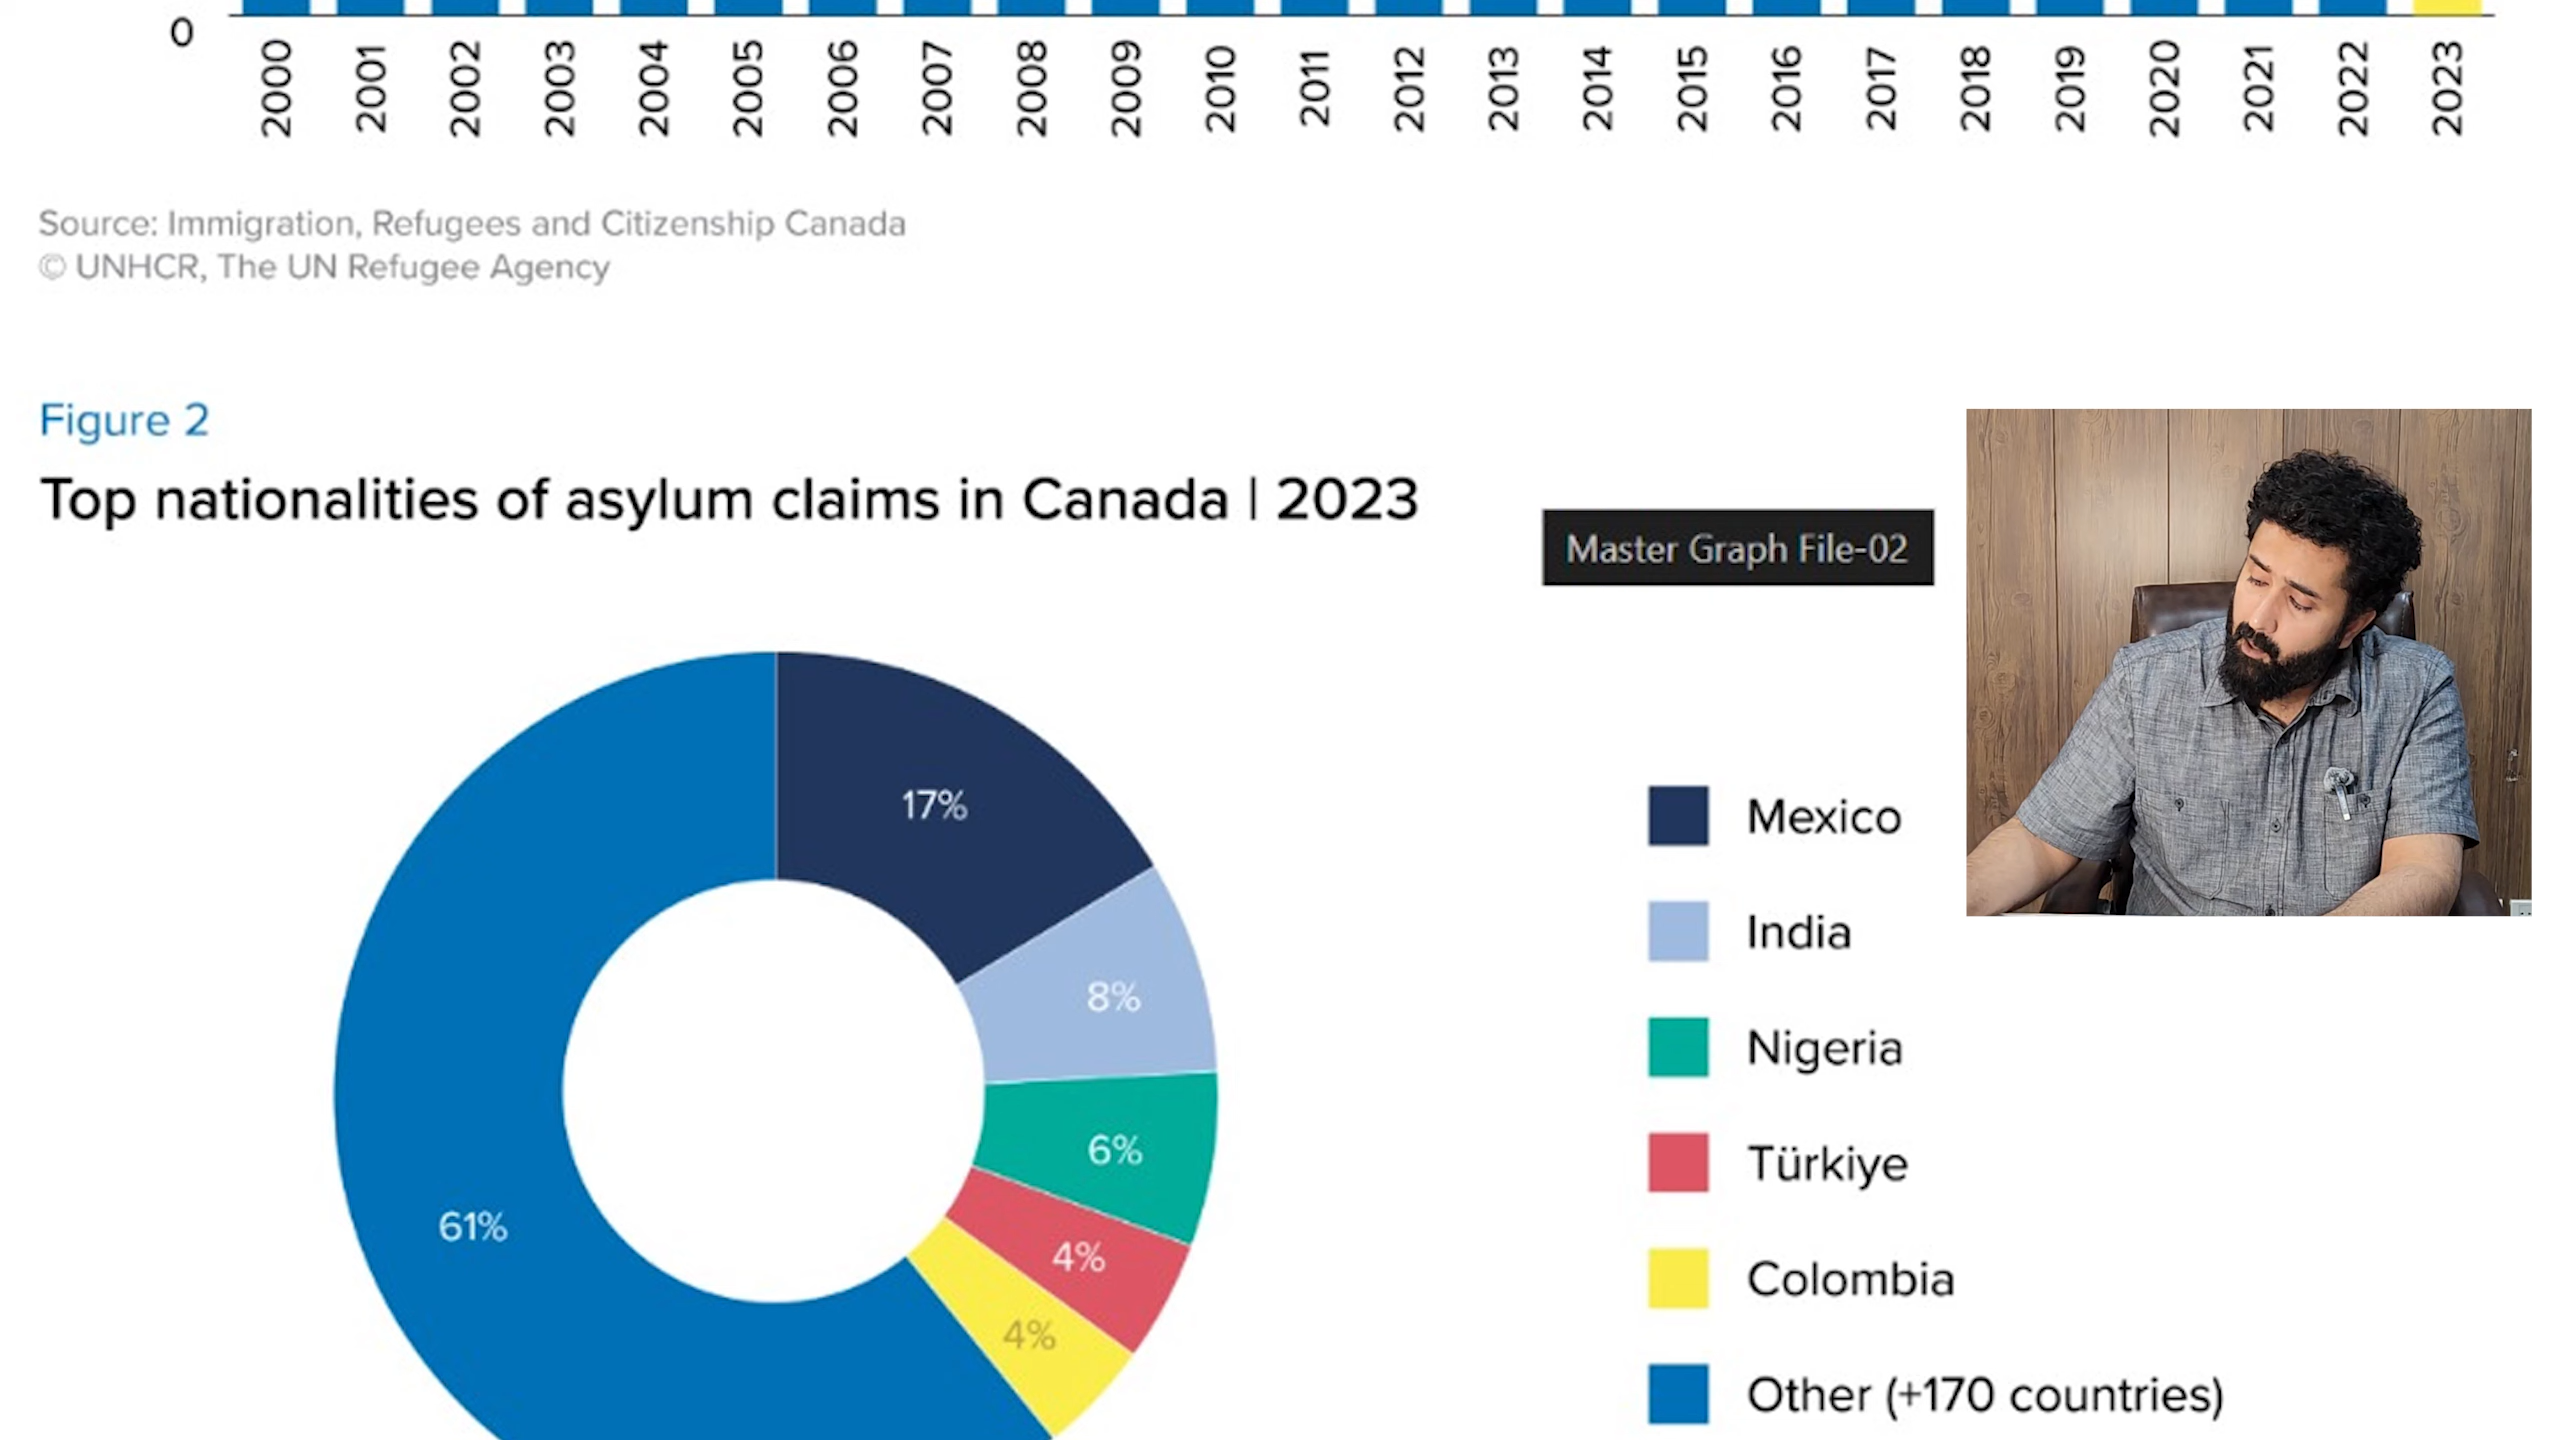 0
2000 2001 2002 2003 2004 2005 2006 2007 2008 2009 2010 2011 2012 2013 2014 2015 2016 2017 2018 2019 2020 2021 2022 2023
Source: Immigration, Refugees and Citizenship Canada
© UNHCR, The UN Refugee Agency
Figure 2
Top nationalities of asylum claims in Canada | 2023
Master Graph File-02
17%
8%
6%
4%
4%
61%
Mexico
India
Nigeria
Türkiye
Colombia
Other (+170 countries)